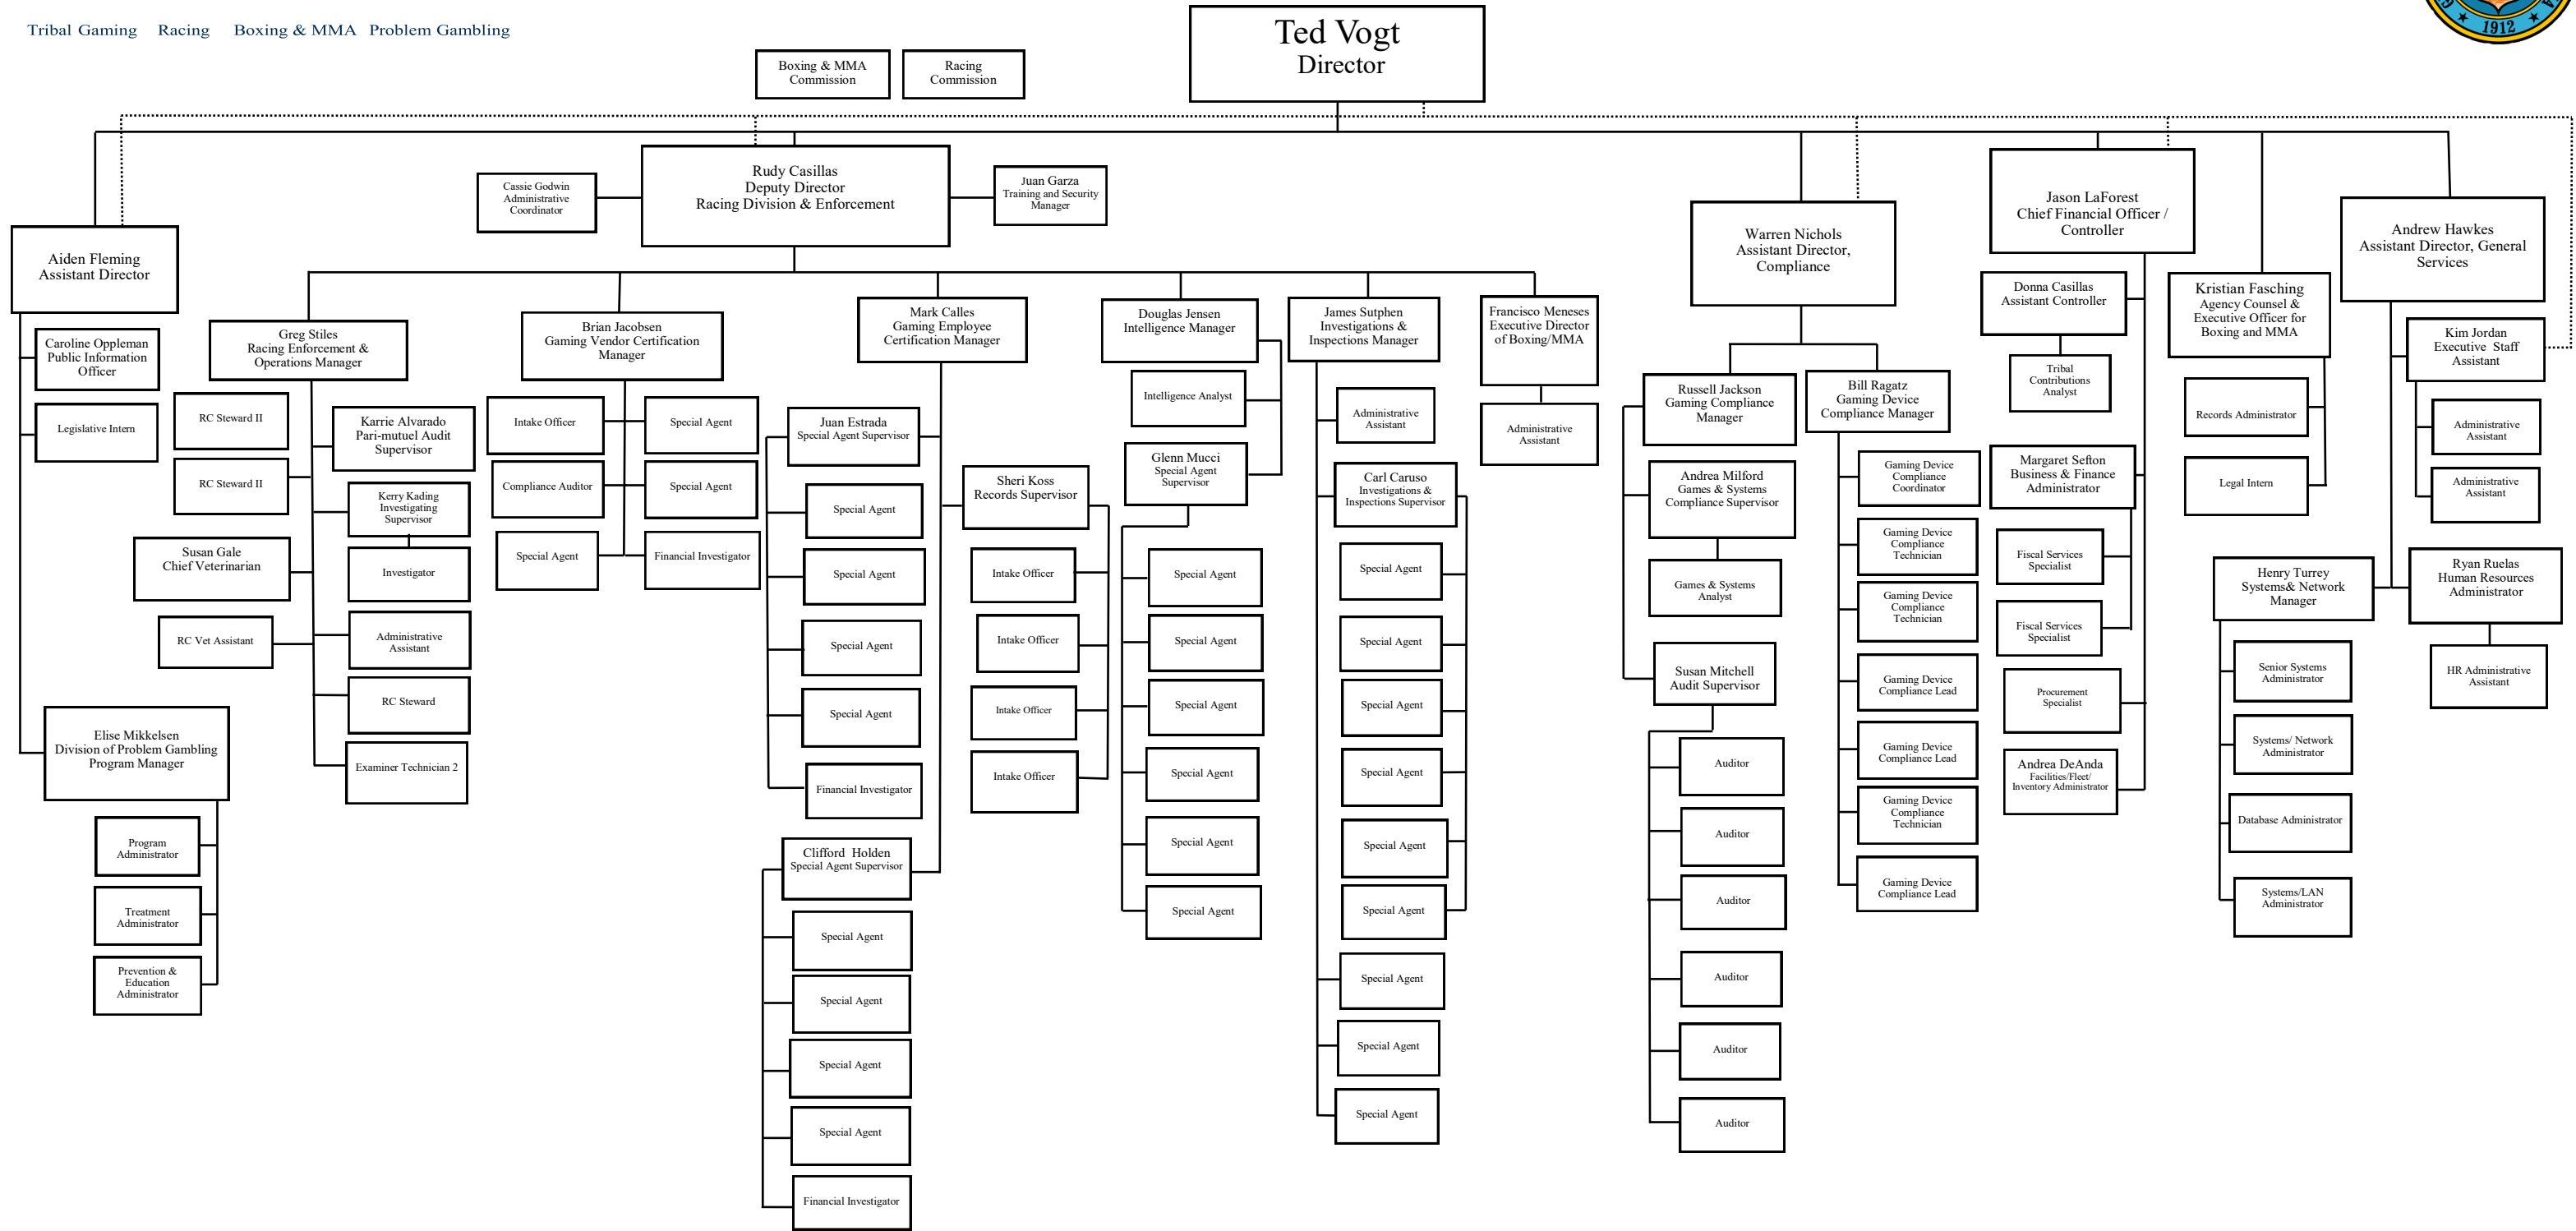 Tribal Gaming Racing Boxing & MMA Problem Gambling
1912
Ted Vogt
Director
Boxing & MMA
Commission
Racing
Commission
Rudy Casillas
Deputy Director
Racing Division & Enforcement
Cassie Godwin
Administrative
Coordinator
Juan Garza
Training and Security
Manager
Aiden Fleming
Assistant Director
Caroline Oppleman
Public Information
Officer
Legislative Intern
Elise Mikkelsen
Division of Problem Gambling
Program Manager
Program
Administrator
Treatment
Administrator
Prevention &
Education
Administrator
Greg Stiles
Racing Enforcement &
Operations Manager
RC Steward II
RC Steward II
Susan Gale
Chief Veterinarian
RC Vet Assistant
Karrie Alvarado
Pari-mutuel Audit
Supervisor
Kerry Kading
Investigating
Supervisor
Investigator
Administrative
Assistant
RC Steward
Examiner Technician 2
Brian Jacobsen
Gaming Vendor Certification
Manager
Intake Officer
Special Agent
Compliance Auditor
Special Agent
Special Agent
Financial Investigator
Mark Calles
Gaming Employee
Certification Manager
Juan Estrada
Special Agent Supervisor
Special Agent
Special Agent
Special Agent
Special Agent
Financial Investigator
Clifford Holden
Special Agent Supervisor
Special Agent
Special Agent
Special Agent
Special Agent
Financial Investigator
Sheri Koss
Records Supervisor
Intake Officer
Intake Officer
Intake Officer
Intake Officer
Douglas Jensen
Intelligence Manager
Intelligence Analyst
Glenn Mucci
Special Agent
Supervisor
Special Agent
Special Agent
Special Agent
Special Agent
Special Agent
Special Agent
James Sutphen
Investigations &
Inspections Manager
Administrative
Assistant
Carl Caruso
Investigations &
Inspections Supervisor
Special Agent
Special Agent
Special Agent
Special Agent
Special Agent
Special Agent
Special Agent
Special Agent
Special Agent
Francisco Meneses
Executive Director
of Boxing/MMA
Administrative
Assistant
Warren Nichols
Assistant Director,
Compliance
Russell Jackson
Gaming Compliance
Manager
Andrea Milford
Games & Systems
Compliance Supervisor
Games & Systems
Analyst
Susan Mitchell
Audit Supervisor
Auditor
Auditor
Auditor
Auditor
Auditor
Auditor
Bill Ragatz
Gaming Device
Compliance Manager
Gaming Device
Compliance
Coordinator
Gaming Device
Compliance
Technician
Gaming Device
Compliance
Technician
Gaming Device
Compliance Lead
Gaming Device
Compliance Lead
Gaming Device
Compliance
Technician
Gaming Device
Compliance Lead
Jason LaForest
Chief Financial Officer /
Controller
Donna Casillas
Assistant Controller
Tribal
Contributions
Analyst
Margaret Sefton
Business & Finance
Administrator
Fiscal Services
Specialist
Fiscal Services
Specialist
Procurement
Specialist
Andrea DeAnda
Facilities/Fleet/
Inventory Administrator
Kristian Fasching
Agency Counsel &
Executive Officer for
Boxing and MMA
Records Administrator
Legal Intern
Andrew Hawkes
Assistant Director, General
Services
Kim Jordan
Executive Staff
Assistant
Administrative
Assistant
Administrative
Assistant
Henry Turrey
Systems& Network
Manager
Senior Systems
Administrator
Systems/ Network
Administrator
Database Administrator
Systems/LAN
Administrator
Ryan Ruelas
Human Resources
Administrator
HR Administrative
Assistant